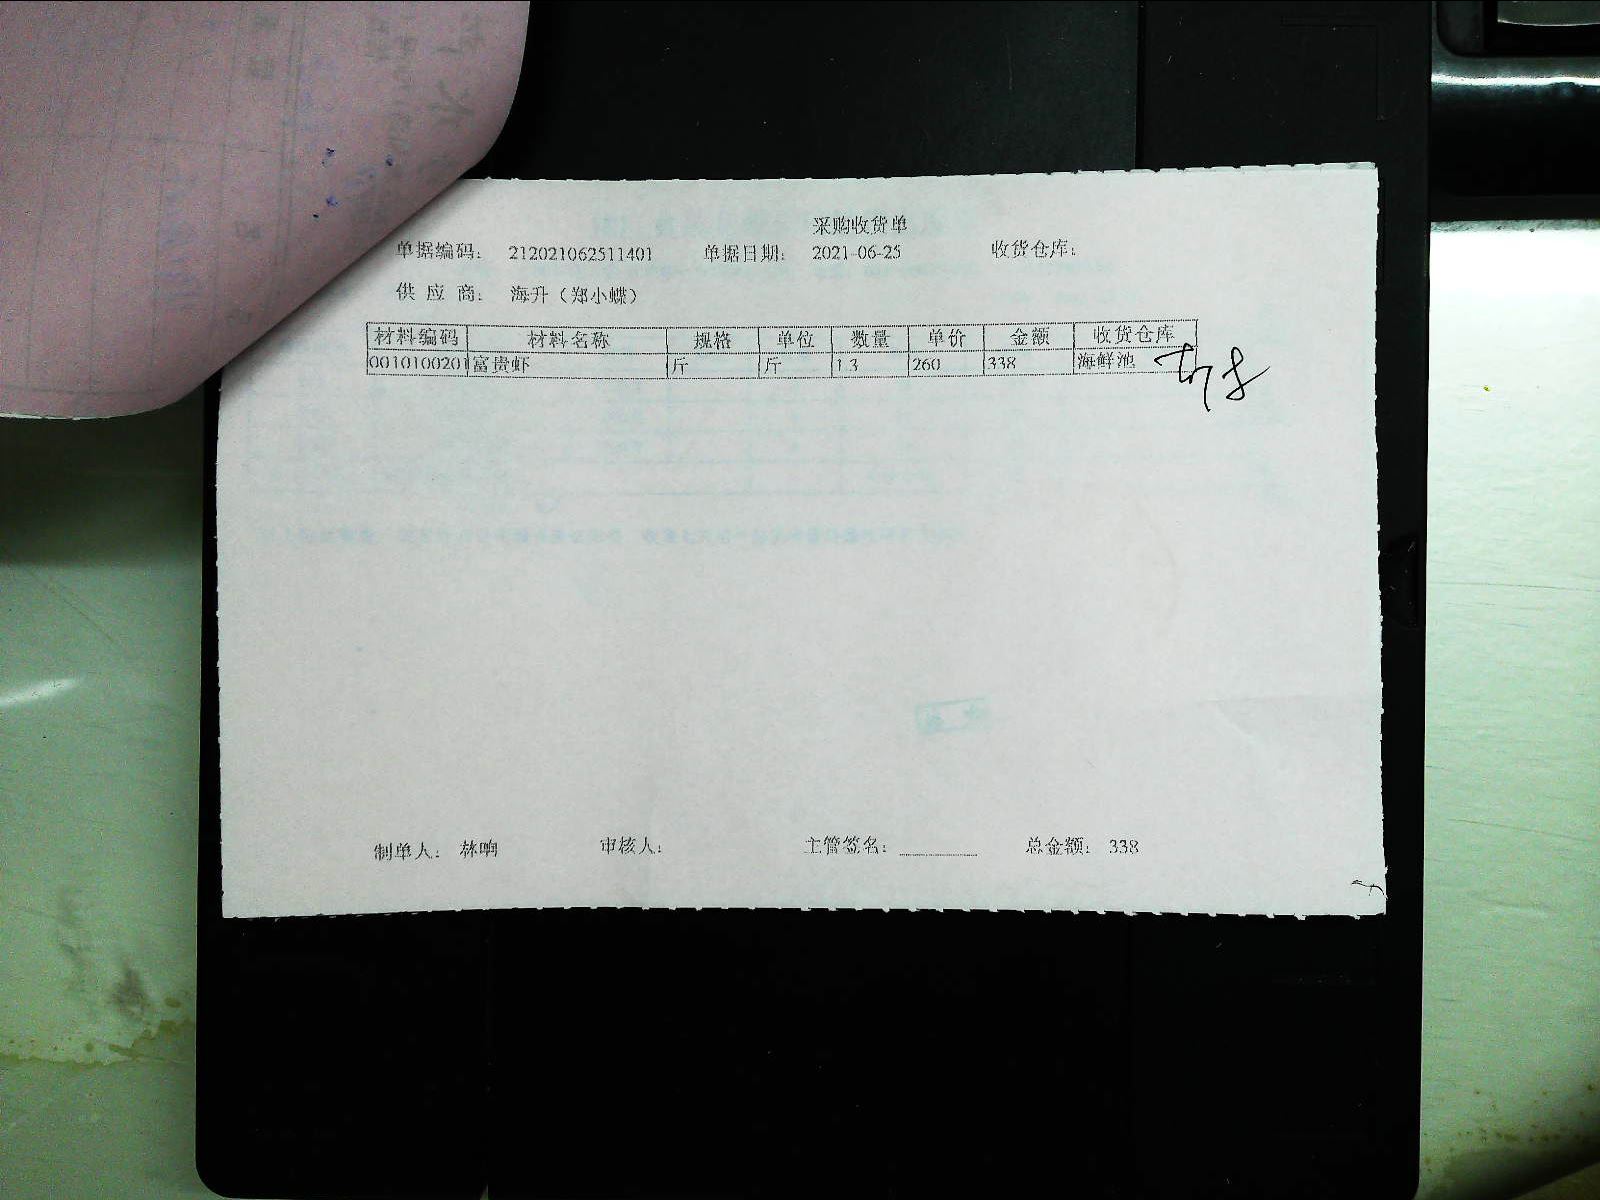 采购收货单
单据编码： 212021062511401 单据日期： 2021-06-25 收货仓库：
供 应 商： 海升（郑小蝶）
材料编码 材料名称 规格 单位 数量 单价 金额 收货仓库
0010100201 富贵虾 斤 斤 1.3 260 338 海鲜池
制单人： 林响 审核人： 主管签名： 总金额： 338